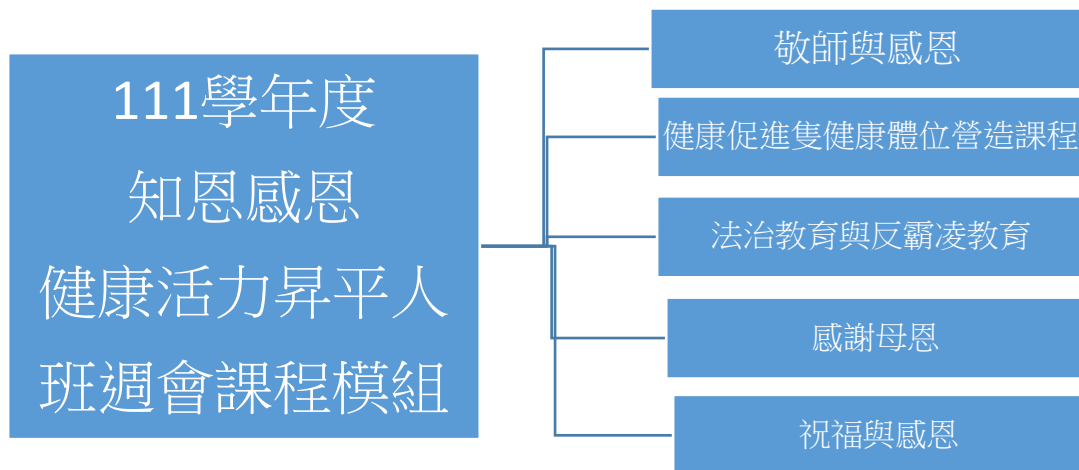 111學年度
知恩感恩
健康活力昇平人
班週會課程模組
敬師與感恩
健康促進隻健康體位營造課程
法治教育與反霸凌教育
感謝母恩
祝福與感恩